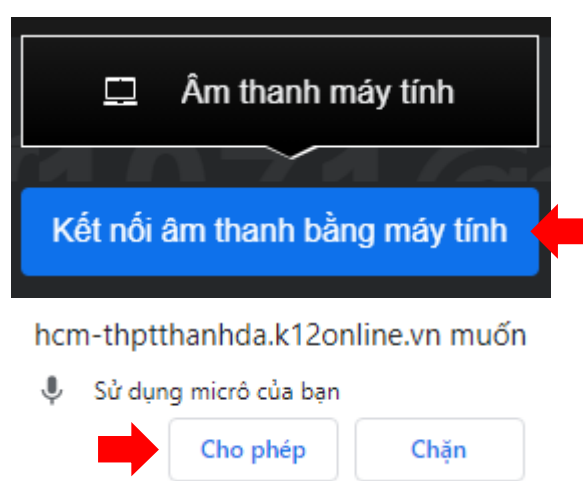 Âm thanh máy tính
Kết nối âm thanh bằng máy tính
hcm-thptthanhda.k12online.vn muốn
Sử dụng micrô của bạn
Cho phép
Chặn